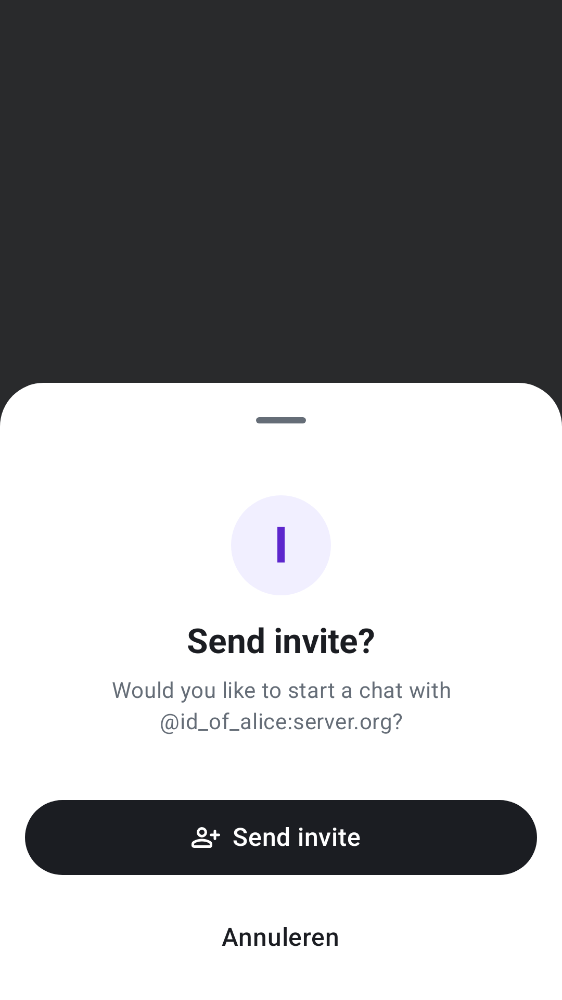 I
Send invite?
Would you like to start a chat with
@id_of_alice:server.org?
Send invite
Annuleren